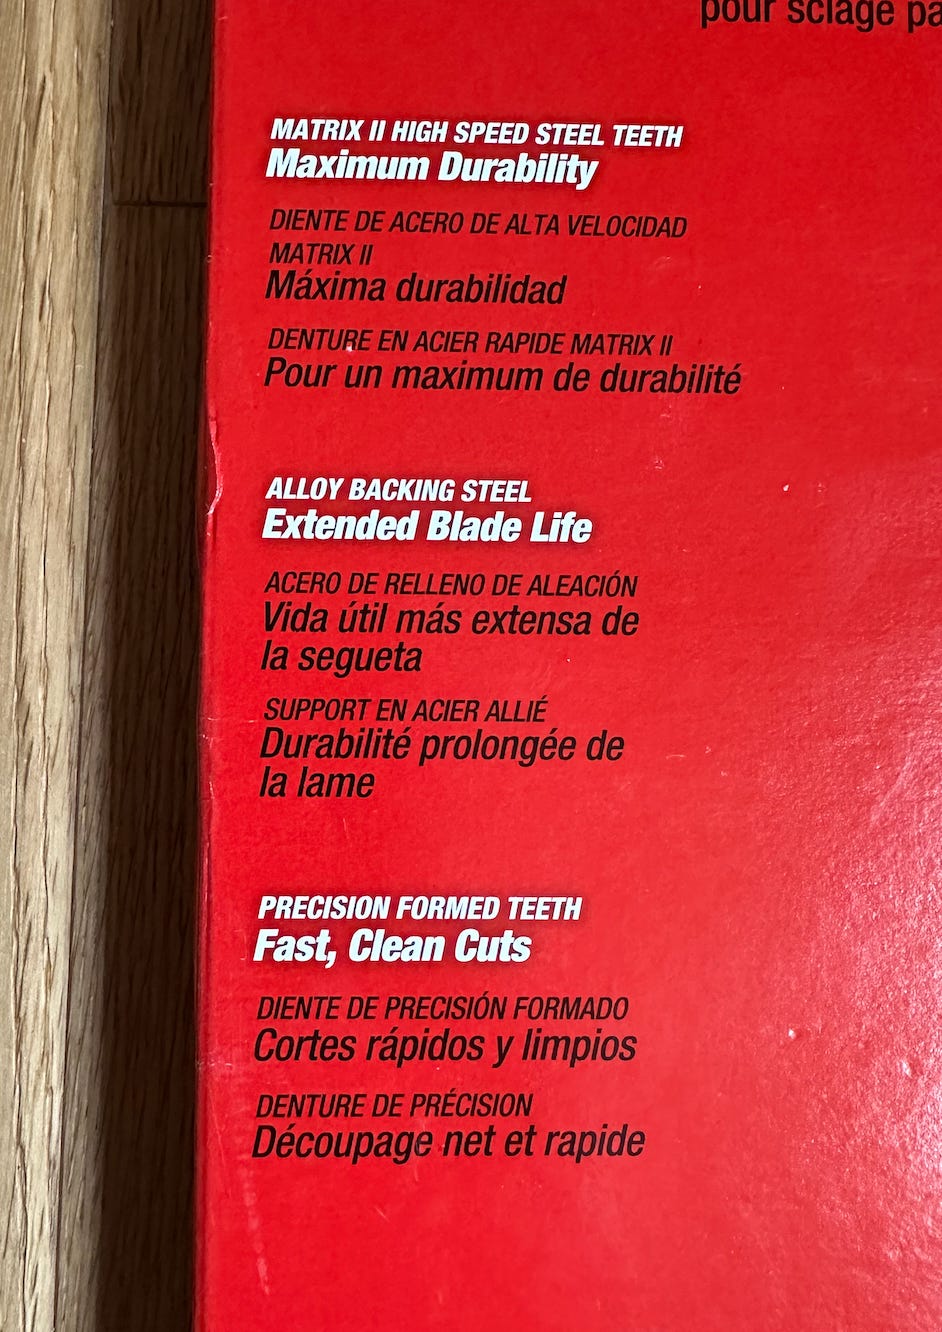 pour sciage pa
MATRIX II HIGH SPEED STEEL TEETH
Maximum Durability
DIENTE DE ACERO DE ALTA VELOCIDAD
MATRIX II
Máxima durabilidad
DENTURE EN ACIER RAPIDE MATRIX II
Pour un maximum de durabilité
ALLOY BACKING STEEL
Extended Blade Life
ACERO DE RELLENO DE ALEACIÓN
Vida útil más extensa de
la segueta
SUPPORT EN ACIER ALLIÉ
Durabilité prolongée de
la lame
PRECISION FORMED TEETH
Fast, Clean Cuts
DIENTE DE PRECISIÓN FORMADO
Cortes rápidos y limpios
DENTURE DE PRÉCISION
Découpage net et rapide